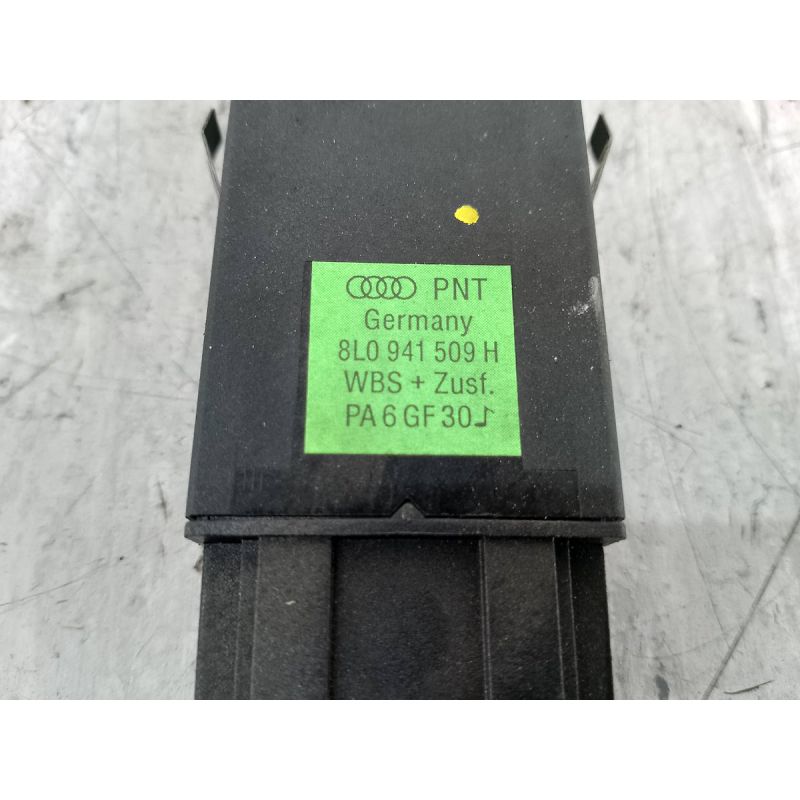 PNT
Germany
8L0 941 509 H
WBS + Zusf.
PA 6 GF 30